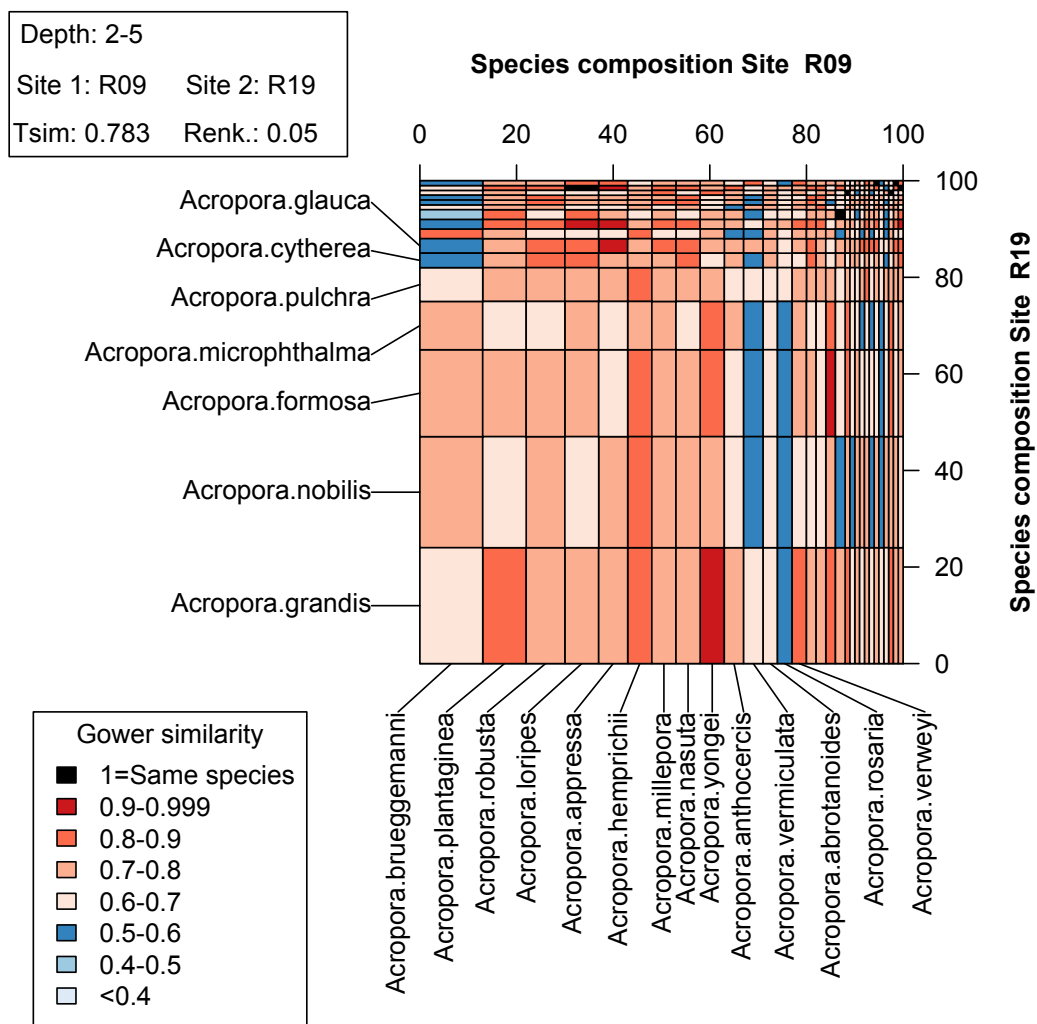 Depth: 2-5
Site 1: R09 Site 2: R19
Tsim: 0.783 Renk.: 0.05
Species composition Site R09
0 20 40 60 80 100
Acropora.glauca
Acropora.cytherea
Acropora.pulchra
Acropora.microphthalma
Acropora.formosa
Acropora.nobilis
Acropora.grandis
100
80
60
40
20
0
Species composition Site R19
Acropora.brueggemanni
Acropora.plantaginea
Acropora.robusta
Acropora.loripes
Acropora.appressa
Acropora.hemprichii
Acropora.millepora
Acropora.nasuta
Acropora.yongei
Acropora.anthocercis
Acropora.vermiculata
Acropora.abrotanoides
Acropora.rosaria
Acropora.verweyi
Gower similarity
1=Same species
0.9-0.999
0.8-0.9
0.7-0.8
0.6-0.7
0.5-0.6
0.4-0.5
<0.4